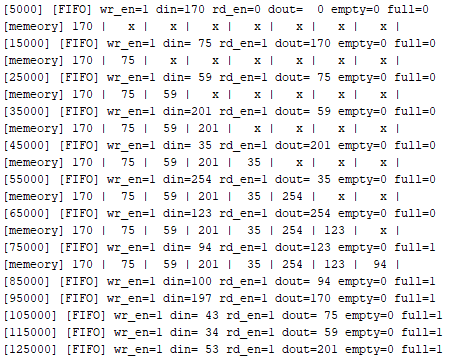 [5000] [FIFO] wr_en=1 din=170 rd_en=0 dout=  0 empty=0 full=0
[memeory] 170 |   x |   x |   x |   x |   x |   x |   x |
[15000] [FIFO] wr_en=1 din= 75 rd_en=1 dout=170 empty=0 full=0
[memeory] 170 |  75 |   x |   x |   x |   x |   x |   x |
[25000] [FIFO] wr_en=1 din= 59 rd_en=1 dout= 75 empty=0 full=0
[memeory] 170 |  75 |  59 |   x |   x |   x |   x |   x |
[35000] [FIFO] wr_en=1 din=201 rd_en=1 dout= 59 empty=0 full=0
[memeory] 170 |  75 |  59 | 201 |   x |   x |   x |   x |
[45000] [FIFO] wr_en=1 din= 35 rd_en=1 dout=201 empty=0 full=0
[memeory] 170 |  75 |  59 | 201 |  35 |   x |   x |   x |
[55000] [FIFO] wr_en=1 din=254 rd_en=1 dout= 35 empty=0 full=0
[memeory] 170 |  75 |  59 | 201 |  35 | 254 |   x |   x |
[65000] [FIFO] wr_en=1 din=123 rd_en=1 dout=254 empty=0 full=0
[memeory] 170 |  75 |  59 | 201 |  35 | 254 | 123 |   x |
[75000] [FIFO] wr_en=1 din= 94 rd_en=1 dout=123 empty=0 full=1
[memeory] 170 |  75 |  59 | 201 |  35 | 254 | 123 |  94 |
[85000] [FIFO] wr_en=1 din=100 rd_en=1 dout= 94 empty=0 full=1
[95000] [FIFO] wr_en=1 din=197 rd_en=1 dout=170 empty=0 full=1
[105000] [FIFO] wr_en=1 din= 43 rd_en=1 dout= 75 empty=0 full=1
[115000] [FIFO] wr_en=1 din= 34 rd_en=1 dout= 59 empty=0 full=1
[125000] [FIFO] wr_en=1 din= 53 rd_en=1 dout=201 empty=0 full=1